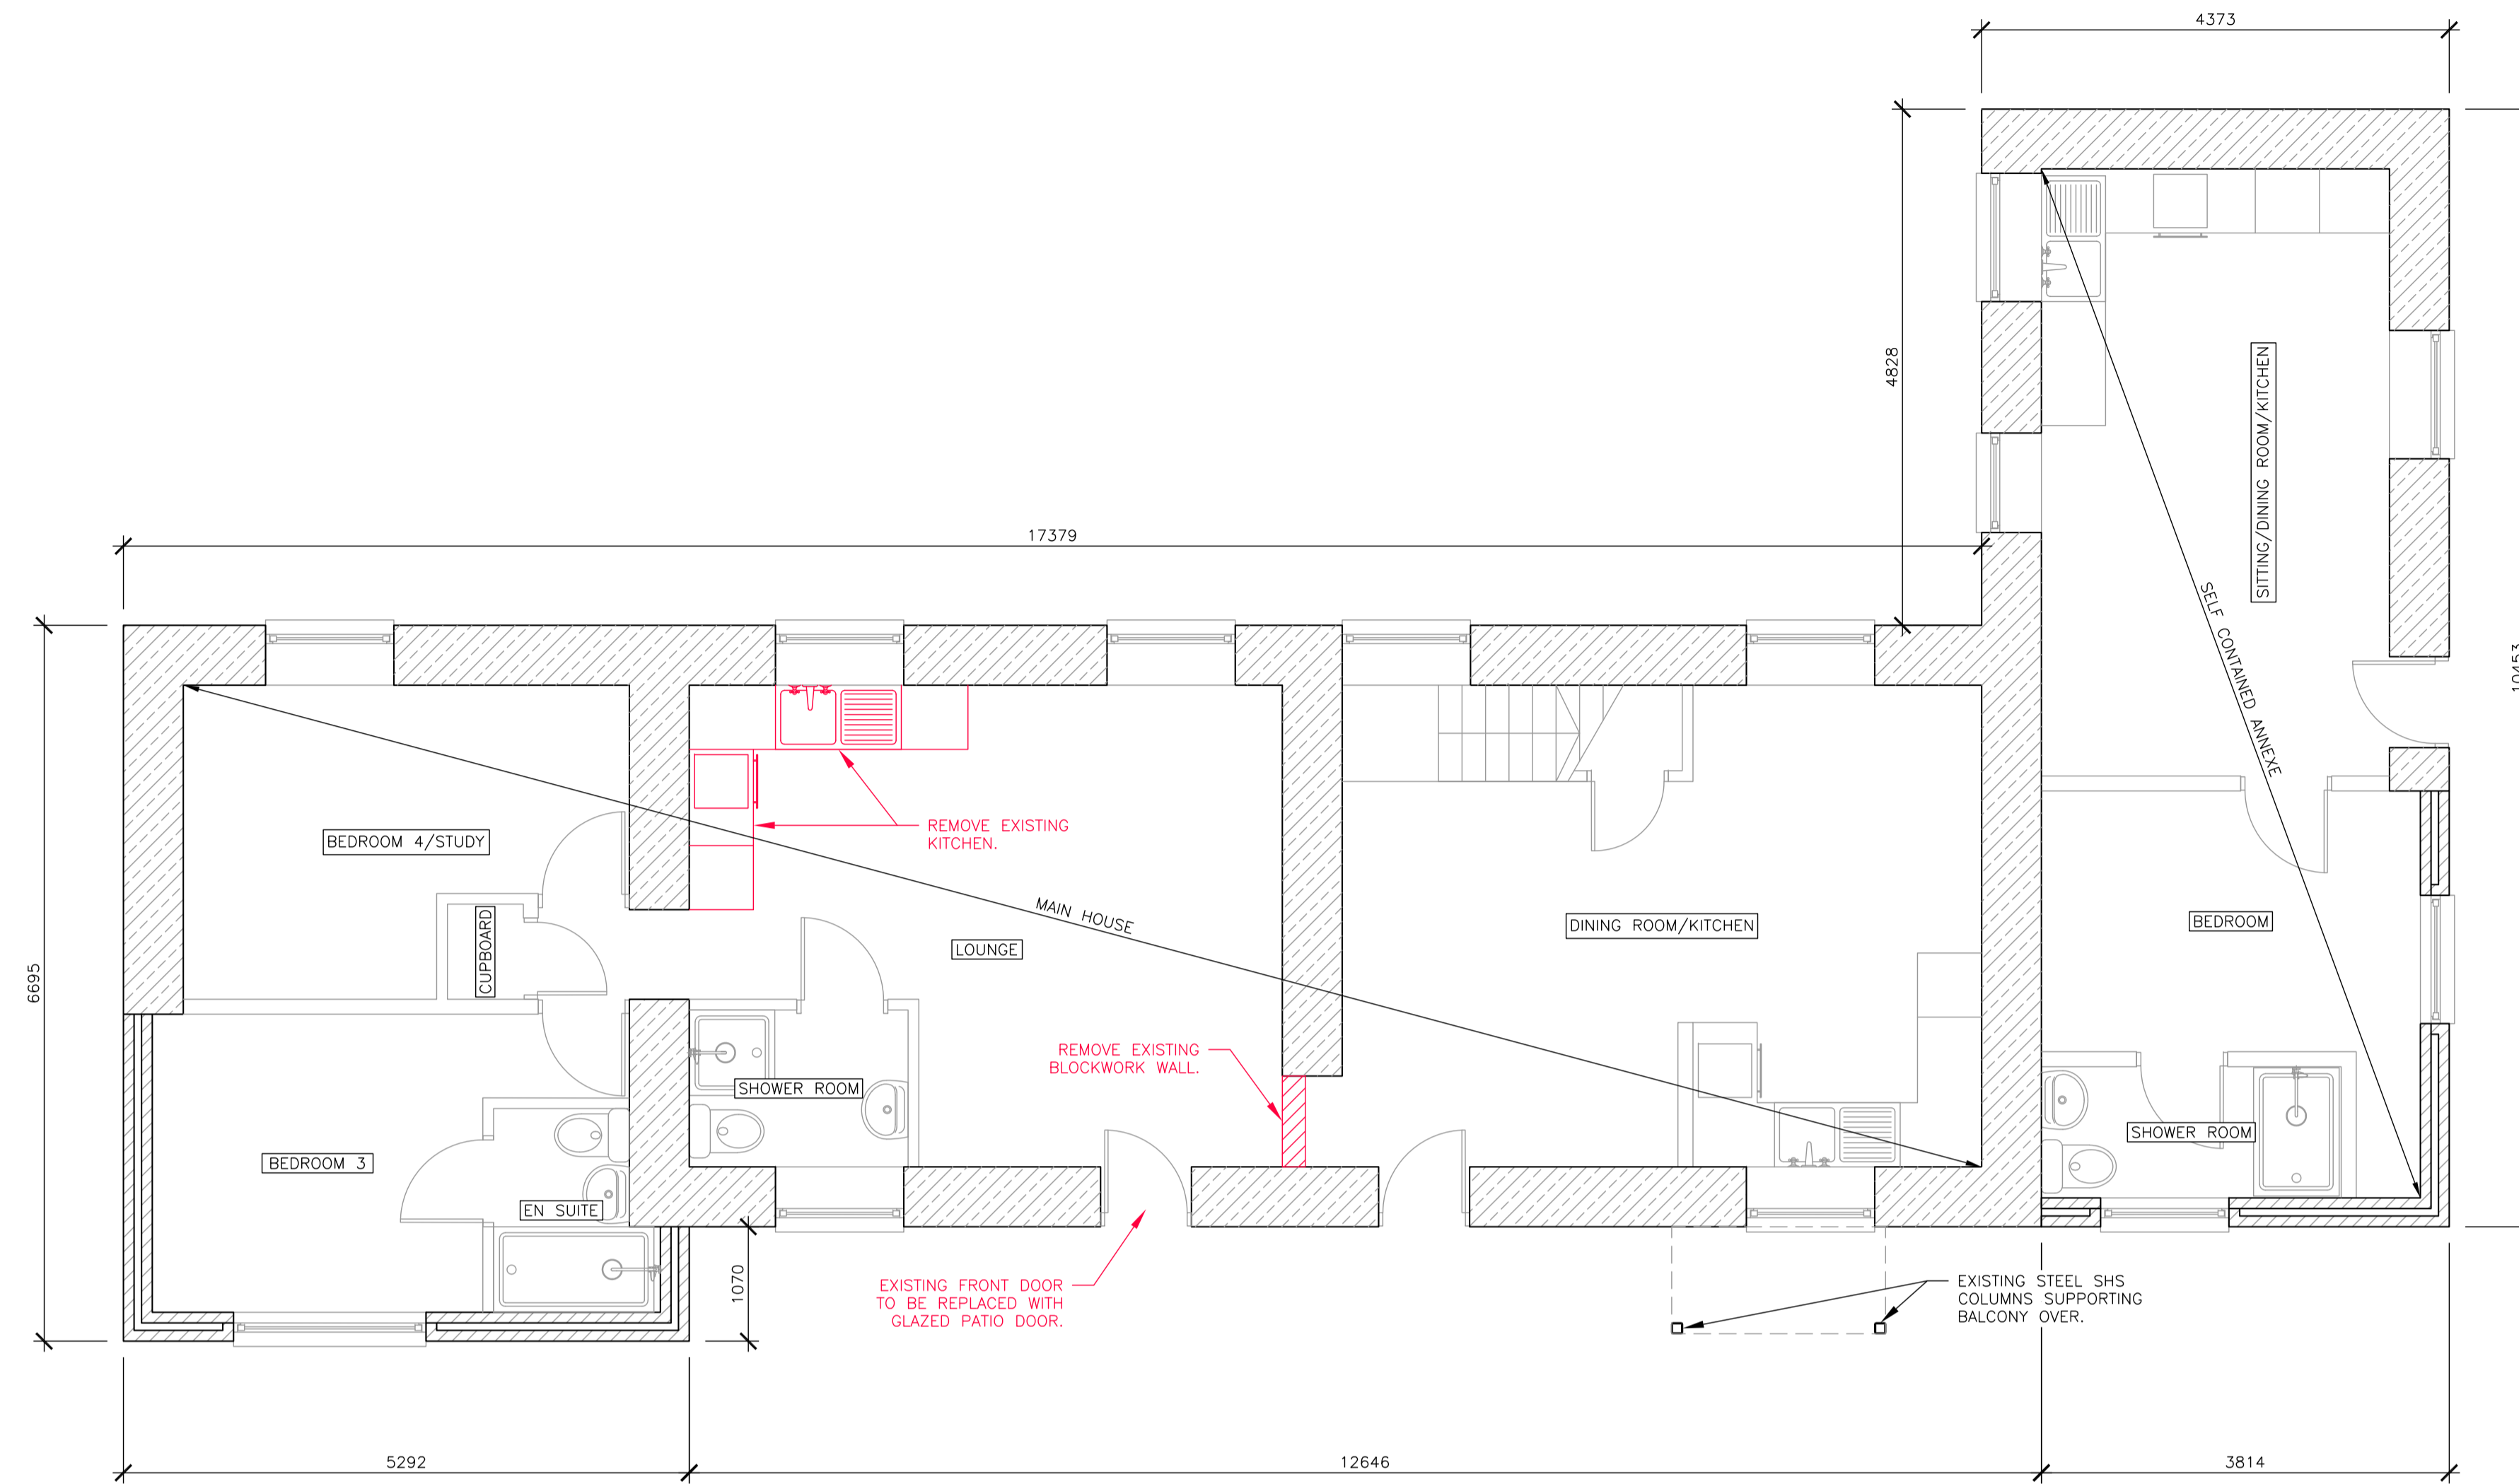 4373
4828
17379
10453
SITTING/DINING ROOM/KITCHEN
SELF CONTAINED ANNEXE
6695
BEDROOM 4/STUDY
REMOVE EXISTING
KITCHEN.
MAIN HOUSE
CUPBOARD
LOUNGE
DINING ROOM/KITCHEN
BEDROOM
REMOVE EXISTING
BLOCKWORK WALL.
SHOWER ROOM
SHOWER ROOM
BEDROOM 3
EN SUITE
1070
EXISTING FRONT DOOR
TO BE REPLACED WITH
GLAZED PATIO DOOR.
EXISTING STEEL SHS
COLUMNS SUPPORTING
BALCONY OVER.
5292
12646
3814